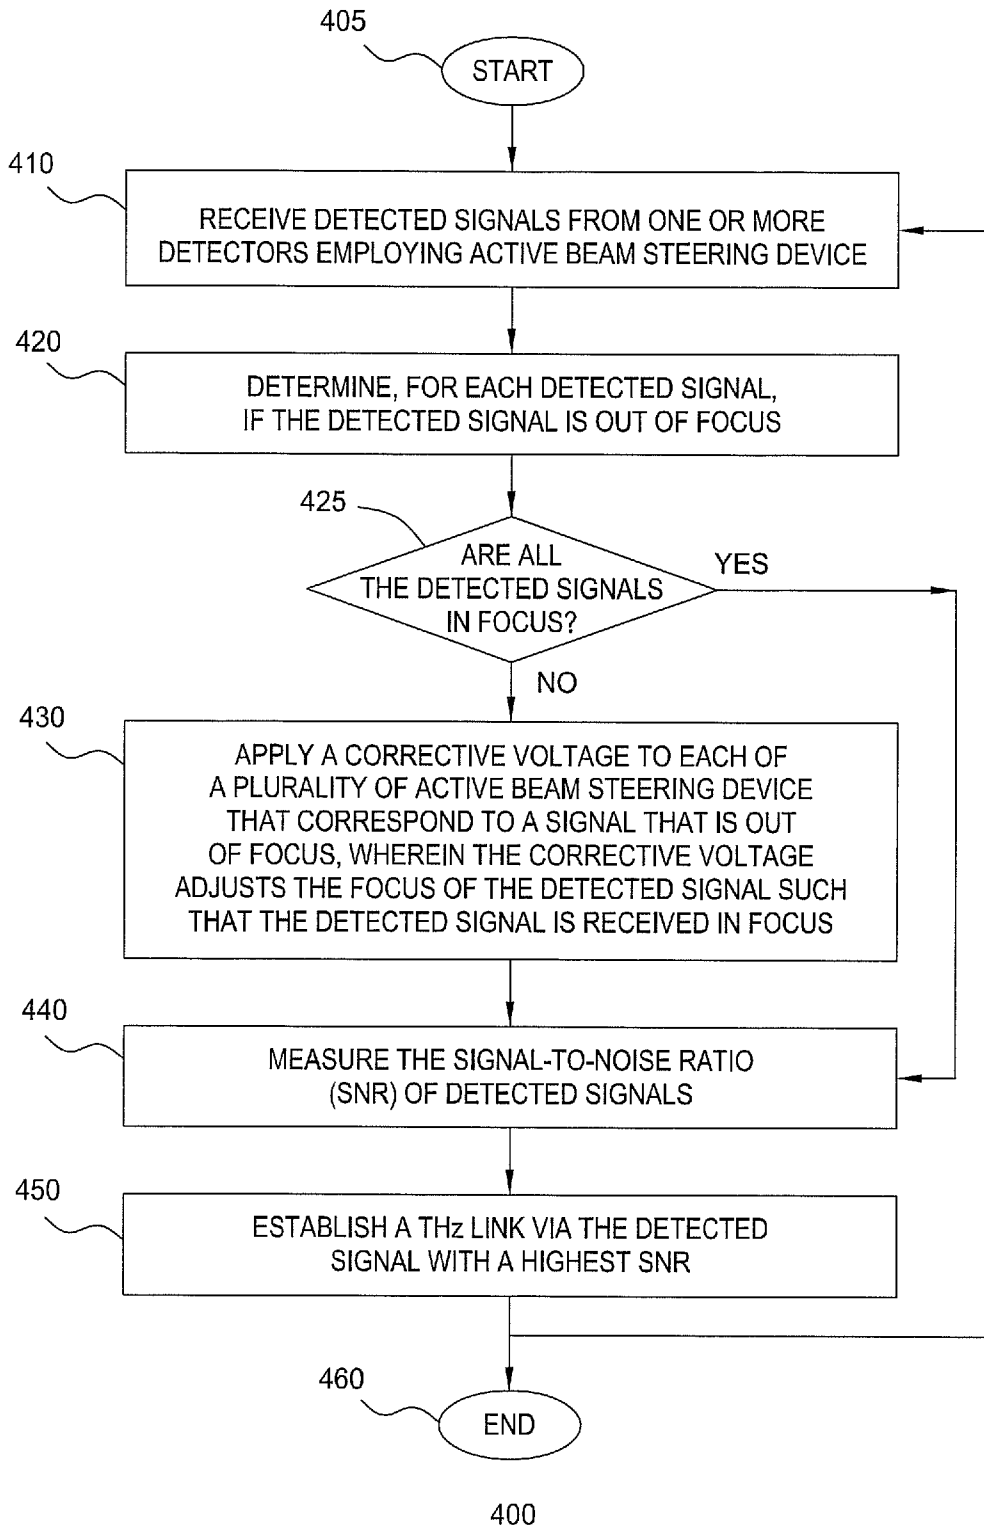 405
START
410
RECEIVE DETECTED SIGNALS FROM ONE OR MORE
DETECTORS EMPLOYING ACTIVE BEAM STEERING DEVICE
420
DETERMINE, FOR EACH DETECTED SIGNAL,
IF THE DETECTED SIGNAL IS OUT OF FOCUS
425
ARE ALL
THE DETECTED SIGNALS
IN FOCUS?
YES
NO
430
APPLY A CORRECTIVE VOLTAGE TO EACH OF
A PLURALITY OF ACTIVE BEAM STEERING DEVICE
THAT CORRESPOND TO A SIGNAL THAT IS OUT
OF FOCUS, WHEREIN THE CORRECTIVE VOLTAGE
ADJUSTS THE FOCUS OF THE DETECTED SIGNAL SUCH
THAT THE DETECTED SIGNAL IS RECEIVED IN FOCUS
440
MEASURE THE SIGNAL-TO-NOISE RATIO
(SNR) OF DETECTED SIGNALS
450
ESTABLISH A THz LINK VIA THE DETECTED
SIGNAL WITH A HIGHEST SNR
460
END
400